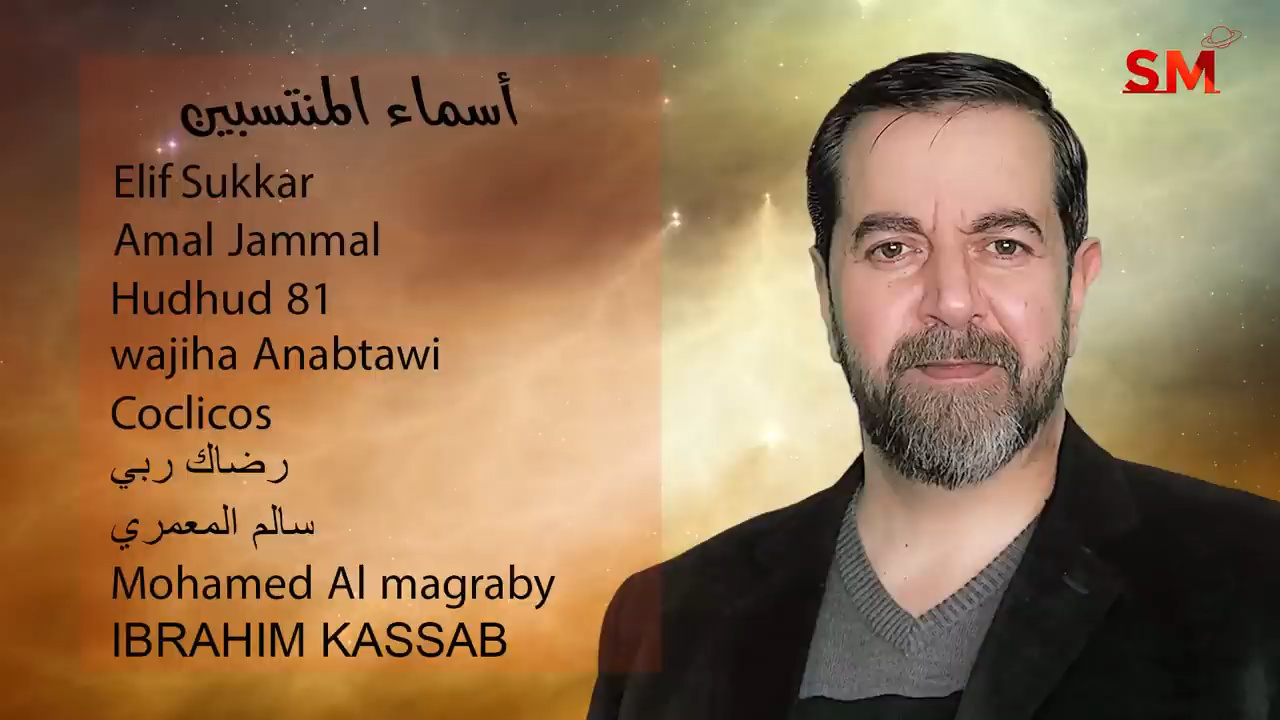 SM
أسماء المنتسبين
Elif Sukkar
Amal Jammal
Hudhud 81
wajiha Anabtawi
Coclicos
رضاك ربي
سالم المعمري
Mohamed Al magraby
IBRAHIM KASSAB